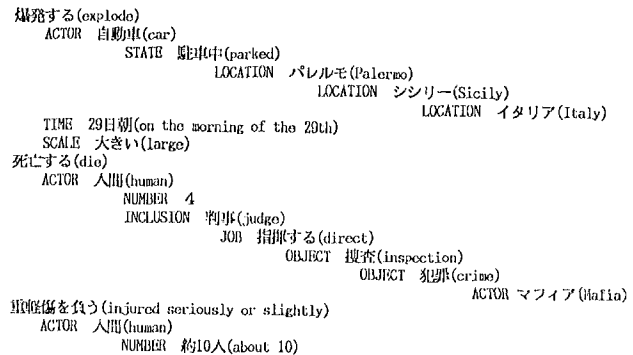 爆発する(explode)
ACTOR 自動車(car)
STATE 駐車中(parked)
LOCATION パレルモ(Palermo)
LOCATION シシリー(Sicily)
LOCATION イタリア(Italy)
TIME 29日朝(on the morning of the 29th)
SCALE 大きい(large)
死亡する(die)
ACTOR 人間(human)
NUMBER 4
INCLUSION 判事(judge)
JOB 指揮する(direct)
OBJECT 捜査(inspection)
OBJECT 犯罪(crime)
ACTOR マフィア(Mafia)
重軽傷を負う(injured seriously or slightly)
ACTOR 人間(human)
NUMBER 約10人(about 10)